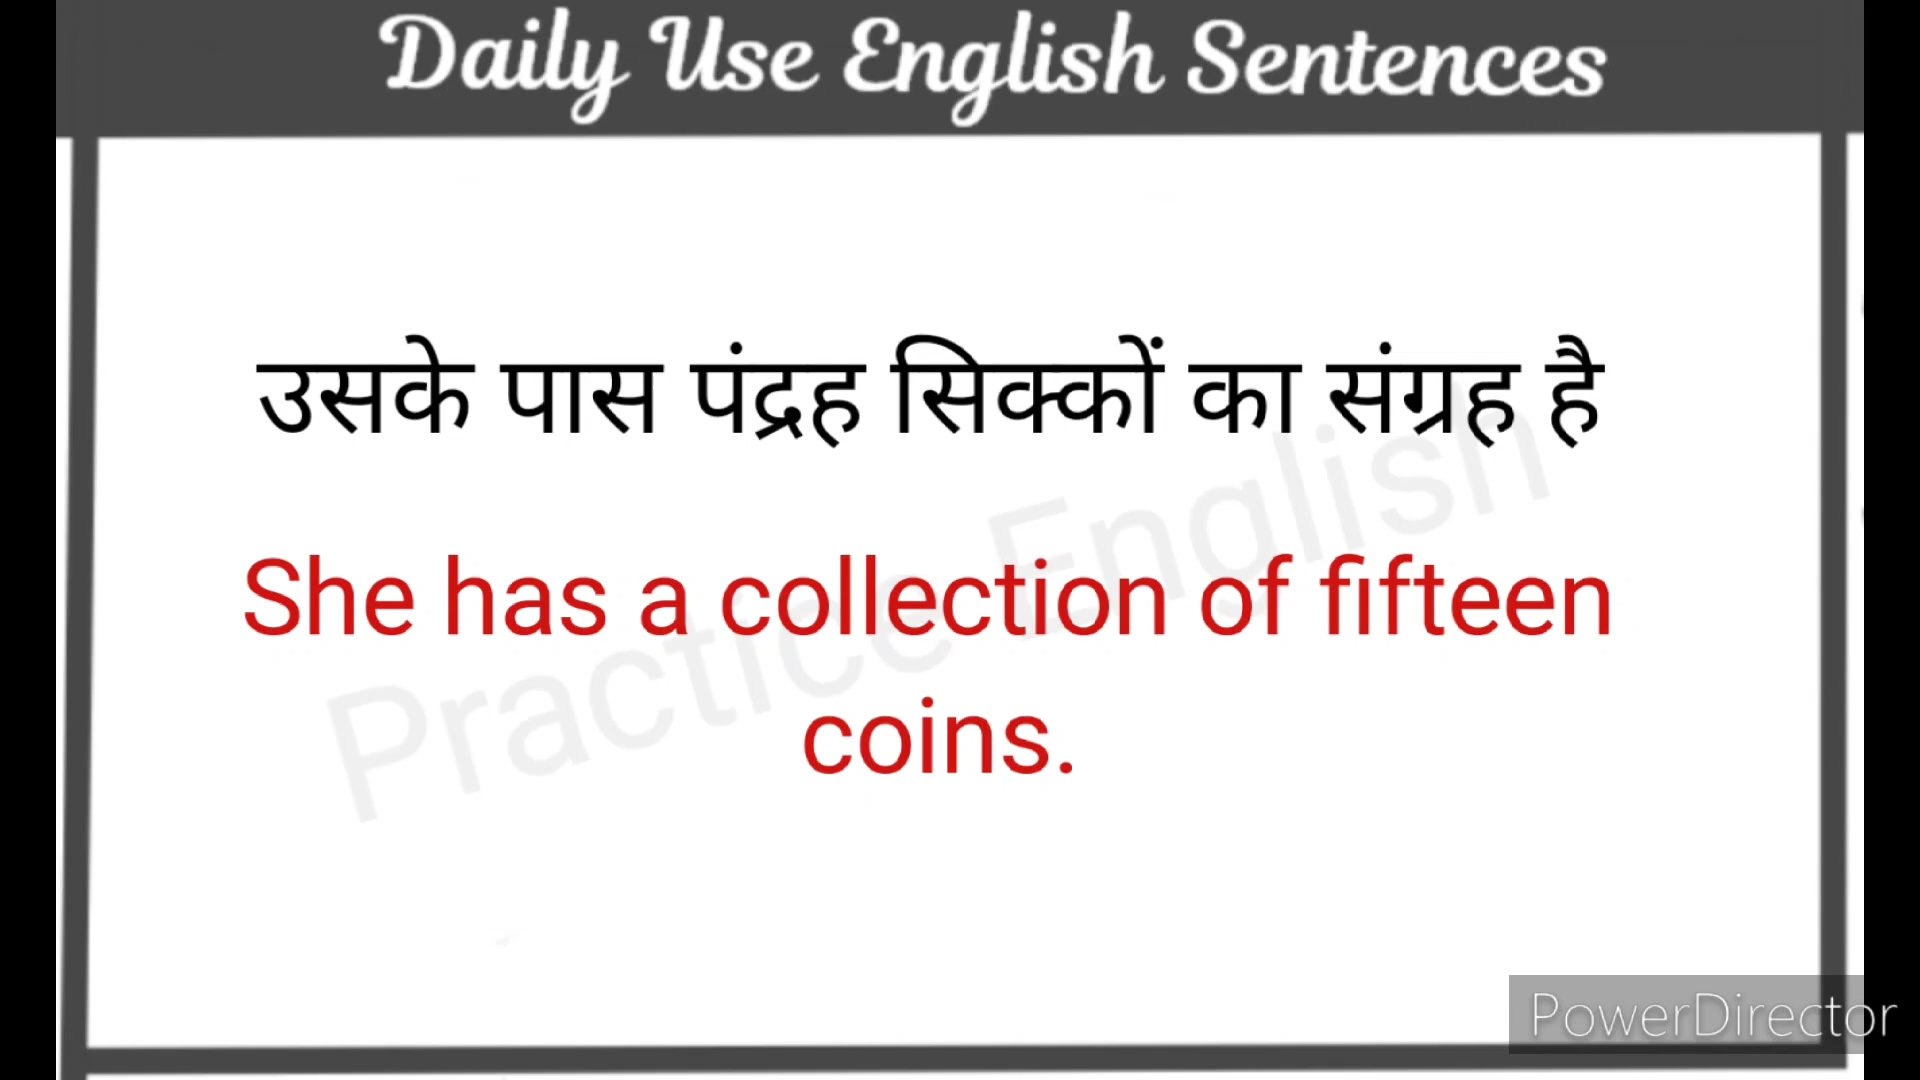 Daily Use English Sentences
उसके पास पंद्रह सिक्कों का संग्रह है
She has a collection of fifteen
coins.
Practice English
PowerDirector